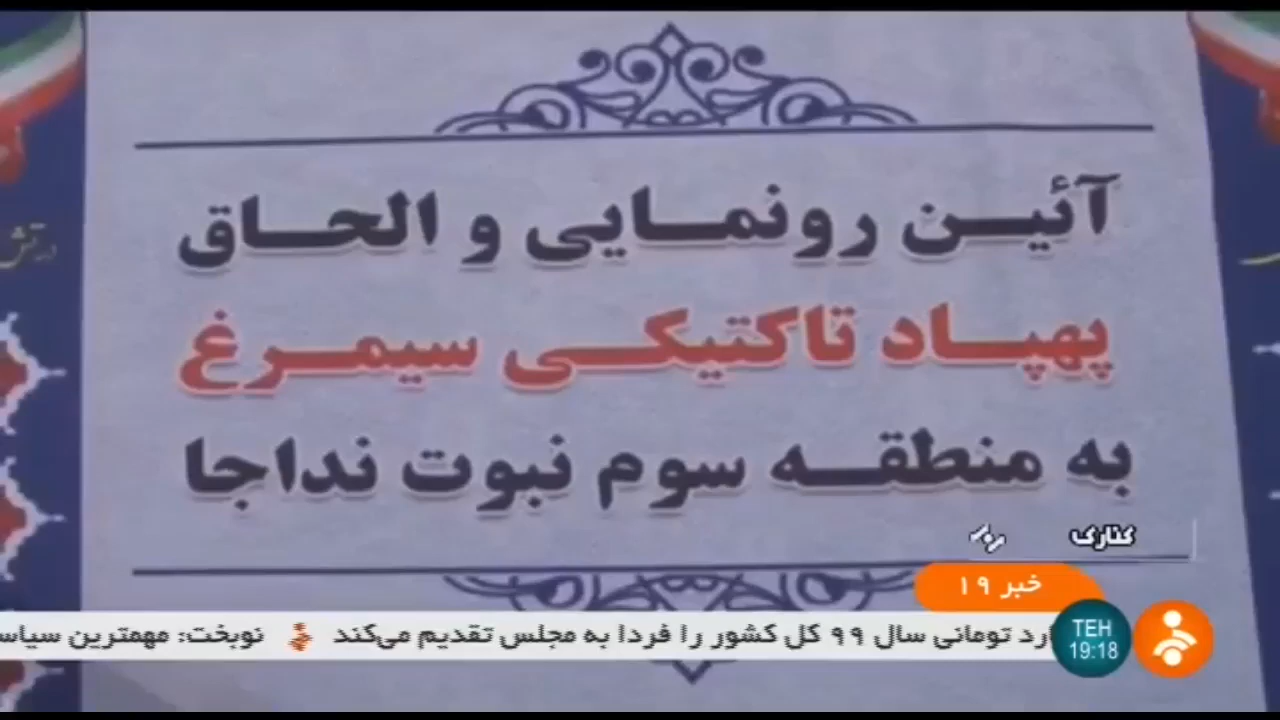 آئین رونمایی و الحاق
پهپاد تاکتیکی سیمرغ
به منطقه سوم نبوت نداجا
کنارک
خبر ۱۹
ارد تومانی سال ۹۹ کل کشور را فردا به مجلس تقدیم می‌کند
نوبخت: مهمترین سیاس
TEH
19:18